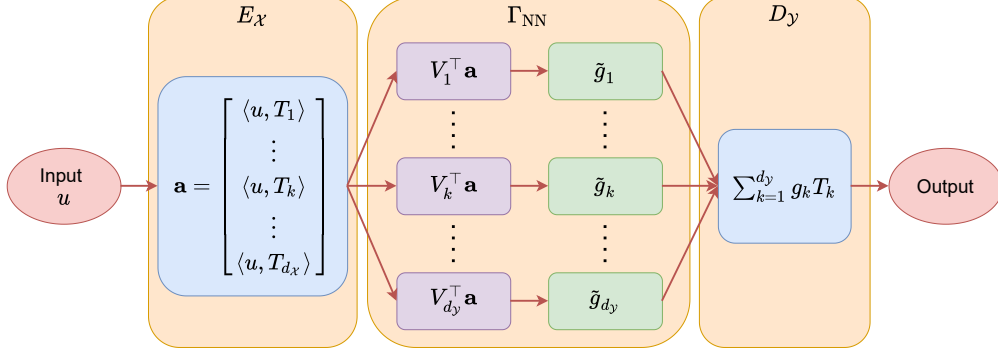 E_𝒳
Γ_NN
D_𝒴
Input
u
a = [⟨u, T_1⟩
⋮
⟨u, T_k⟩
⋮
⟨u, T_{d_𝒳}⟩]
V_1^⊤ a
g̃_1
⋮ ⋮
V_k^⊤ a
g̃_k
⋮ ⋮
V_{d_𝒴}^⊤ a
g̃_{d_𝒴}
∑_{k=1}^{d_𝒴} g_k T_k
Output